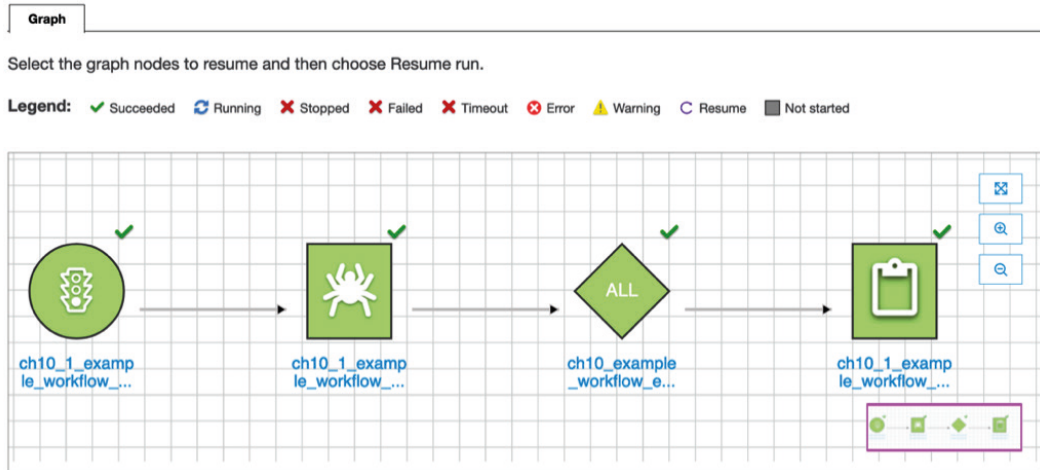 Graph
Select the graph nodes to resume and then choose Resume run.
Legend: Succeeded Running Stopped Failed Timeout Error Warning Resume Not started
ALL
ch10_1_examp
le_workflow_...
ch10_1_examp
le_workflow_...
ch10_example
_workflow_e...
ch10_1_examp
le_workflow_...